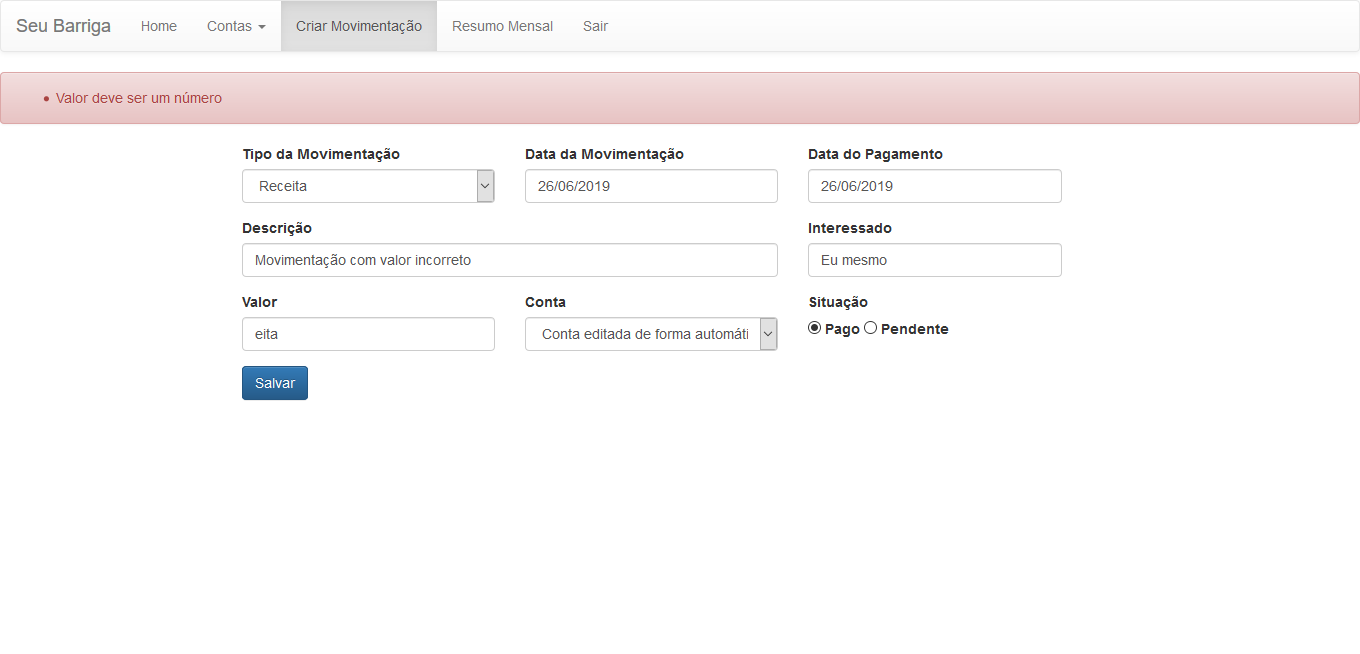 Seu Barriga Home Contas Criar Movimentação Resumo Mensal Sair
Valor deve ser um número
Tipo da Movimentação Data da Movimentação Data do Pagamento
Receita 26/06/2019 26/06/2019
Descrição Interessado
Movimentação com valor incorreto Eu mesmo
Valor Conta Situação
eita Conta editada de forma automáti Pago Pendente
Salvar